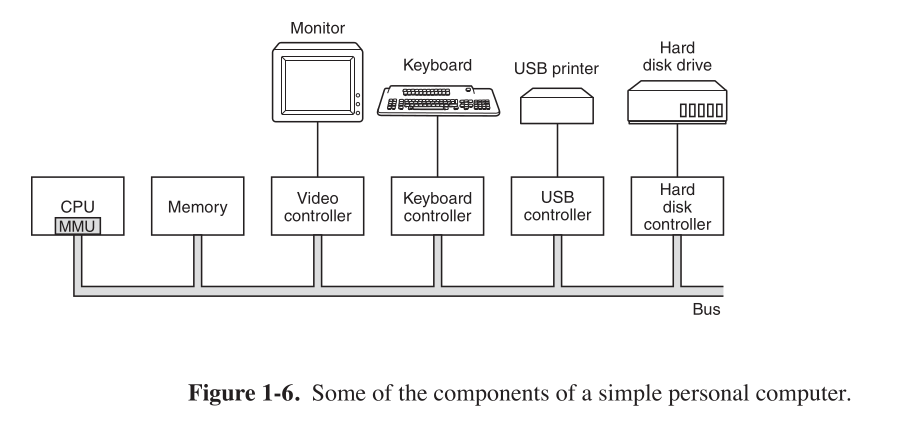 Monitor
Keyboard
USB printer
Hard
disk drive
CPU
MMU
Memory
Video
controller
Keyboard
controller
USB
controller
Hard
disk
controller
Bus
Figure 1-6. Some of the components of a simple personal computer.